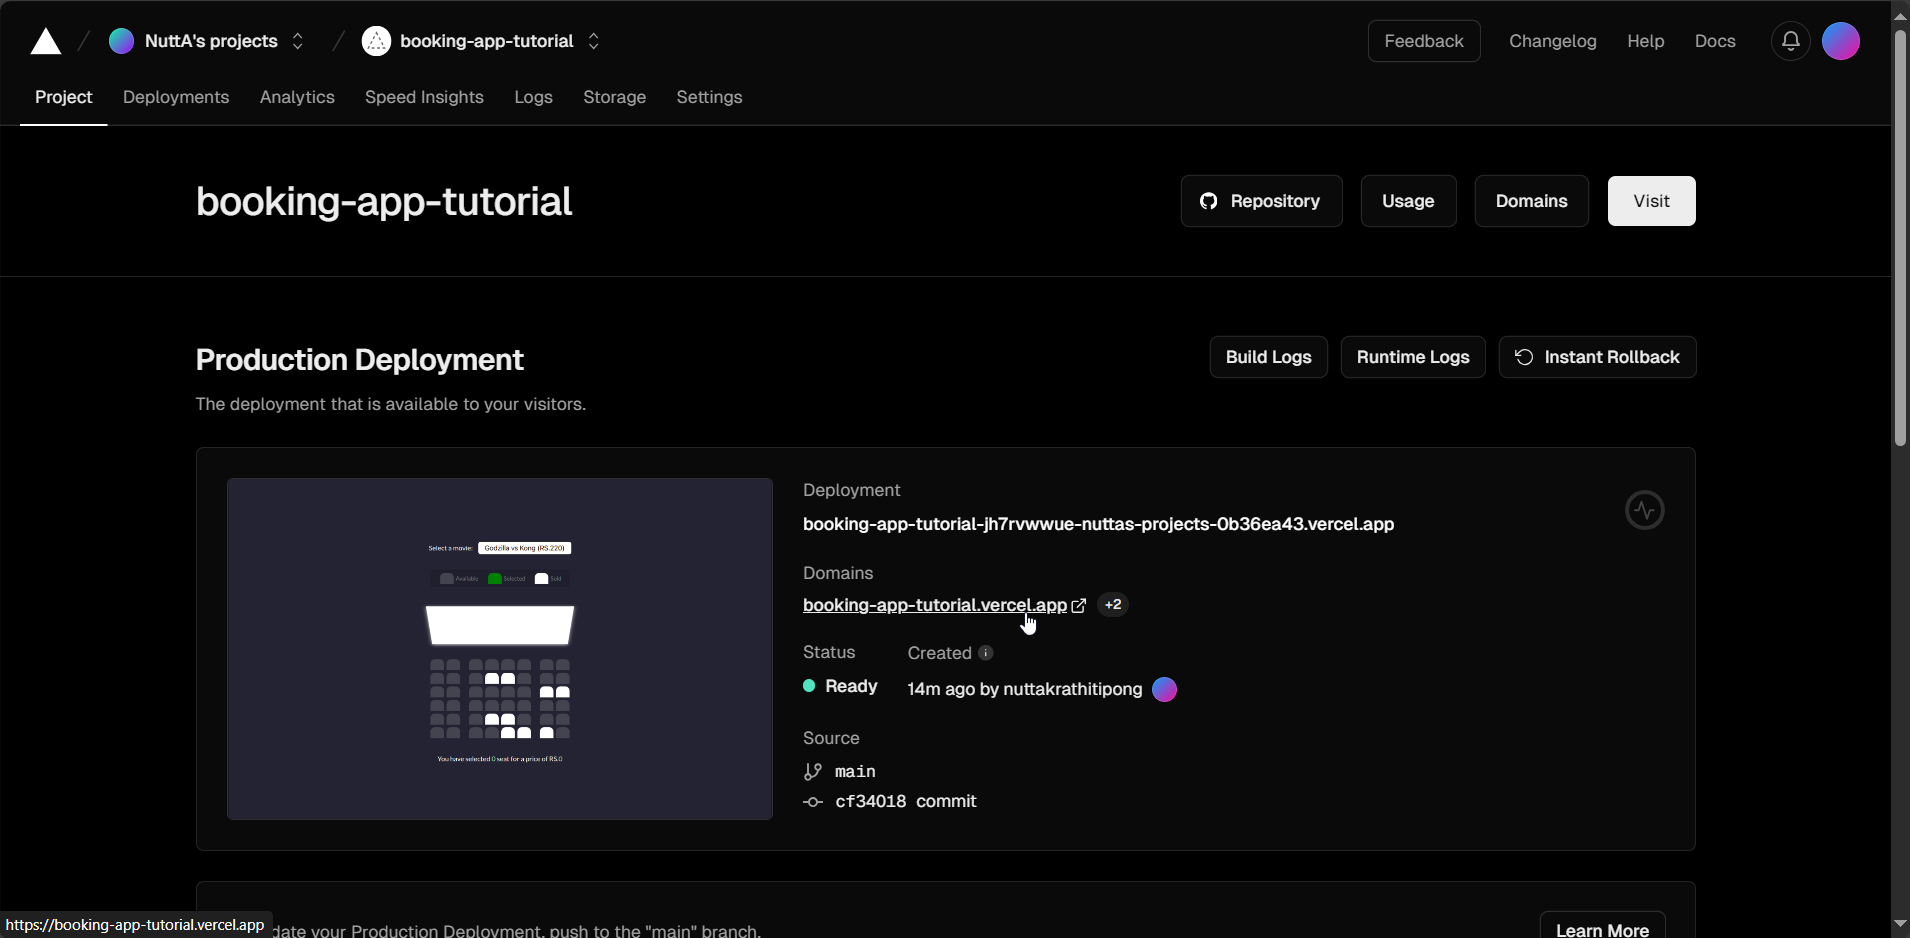 NuttA's projects
booking-app-tutorial
Feedback
Changelog
Help
Docs
Project
Deployments
Analytics
Speed Insights
Logs
Storage
Settings
booking-app-tutorial
Repository
Usage
Domains
Visit
Production Deployment
Build Logs
Runtime Logs
Instant Rollback
The deployment that is available to your visitors.
Select a movie: Godzilla vs Kong (RS.220)
Available Selected Sold
You have selected 0 seat for a price of RS.0
Deployment
booking-app-tutorial-jh7rvwwue-nuttas-projects-0b36ea43.vercel.app
Domains
booking-app-tutorial.vercel.app +2
Status
Created
Ready
14m ago by nuttakrathitipong
Source
main
cf34018 commit
date your Production Deployment, push to the "main" branch.
Learn More
https://booking-app-tutorial.vercel.app